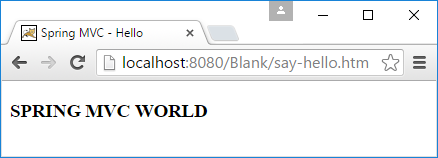 Spring MVC - Hello
localhost:8080/Blank/say-hello.htm
SPRING MVC WORLD